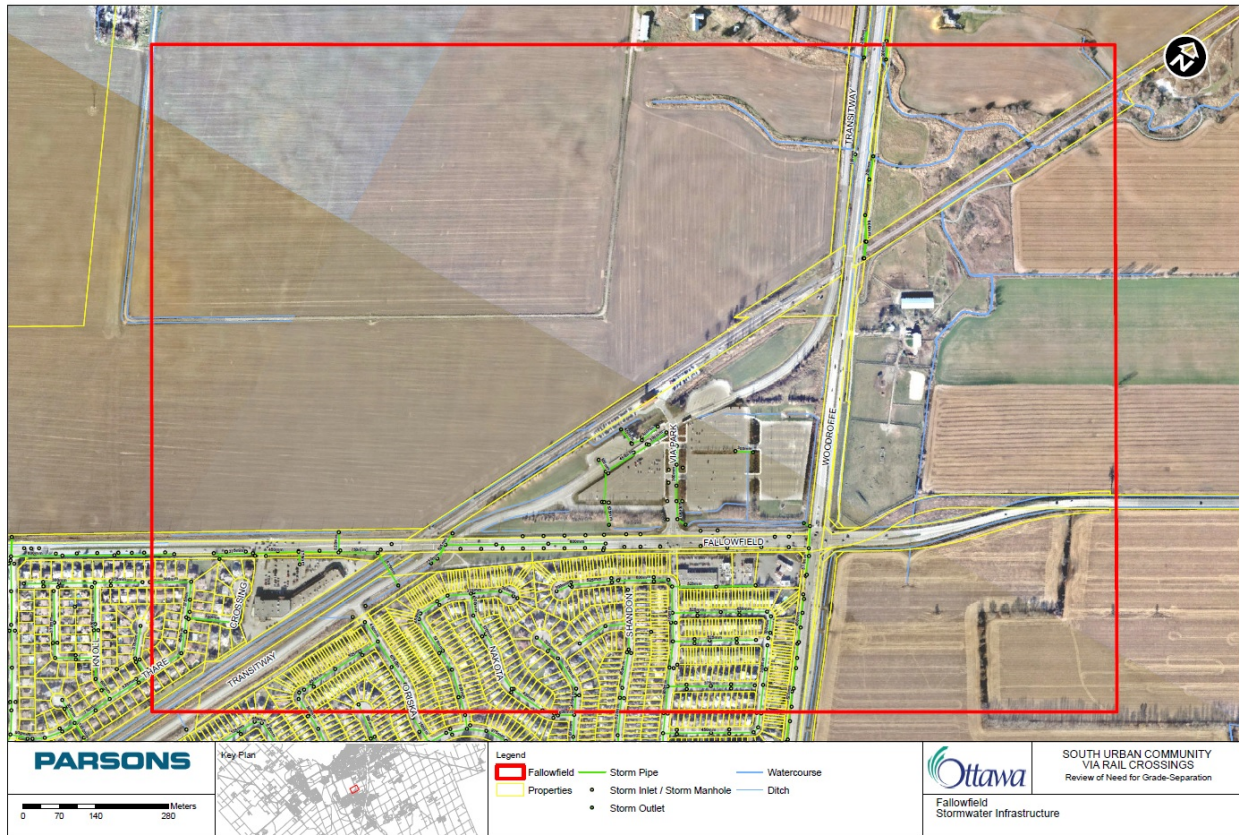 TRANSITWAY
N
WOODROFFE
VIA PARK
FALLOWFIELD
CROSSING
KNOLL
THARE
TRANSITWAY
SHANDON
NAKOTA
ORISKAY
PARSONS
0 70 140 280 Meters
Key Plan
Legend
Fallowfield
Properties
Storm Pipe
Storm Inlet / Storm Manhole
Storm Outlet
Watercourse
Ditch
Ottawa
SOUTH URBAN COMMUNITY
VIA RAIL CROSSINGS
Review of Need for Grade-Separation
Fallowfield
Stormwater Infrastructure